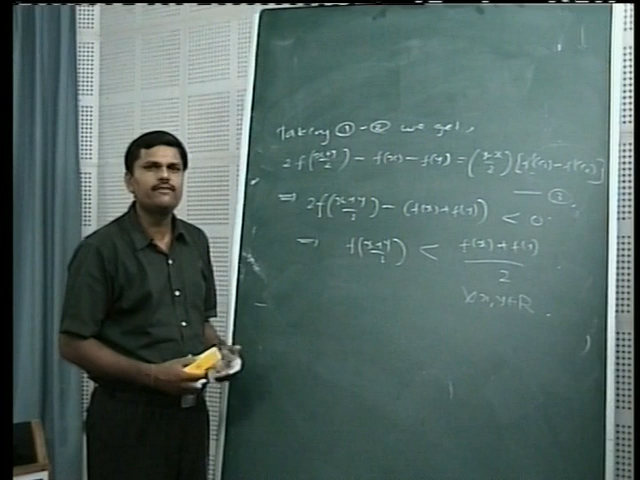 Taking ① - ② we get,
2f(x+y/2) - f(x) - f(y) = (y-x/2) [f'(c₁) - f'(c₂)]
— ③.
⇒ 2f(x+y/2) - (f(x) + f(y)) < 0.
⇒ f(x+y/2) < f(x) + f(y) / 2
∀ x, y ∈ R.